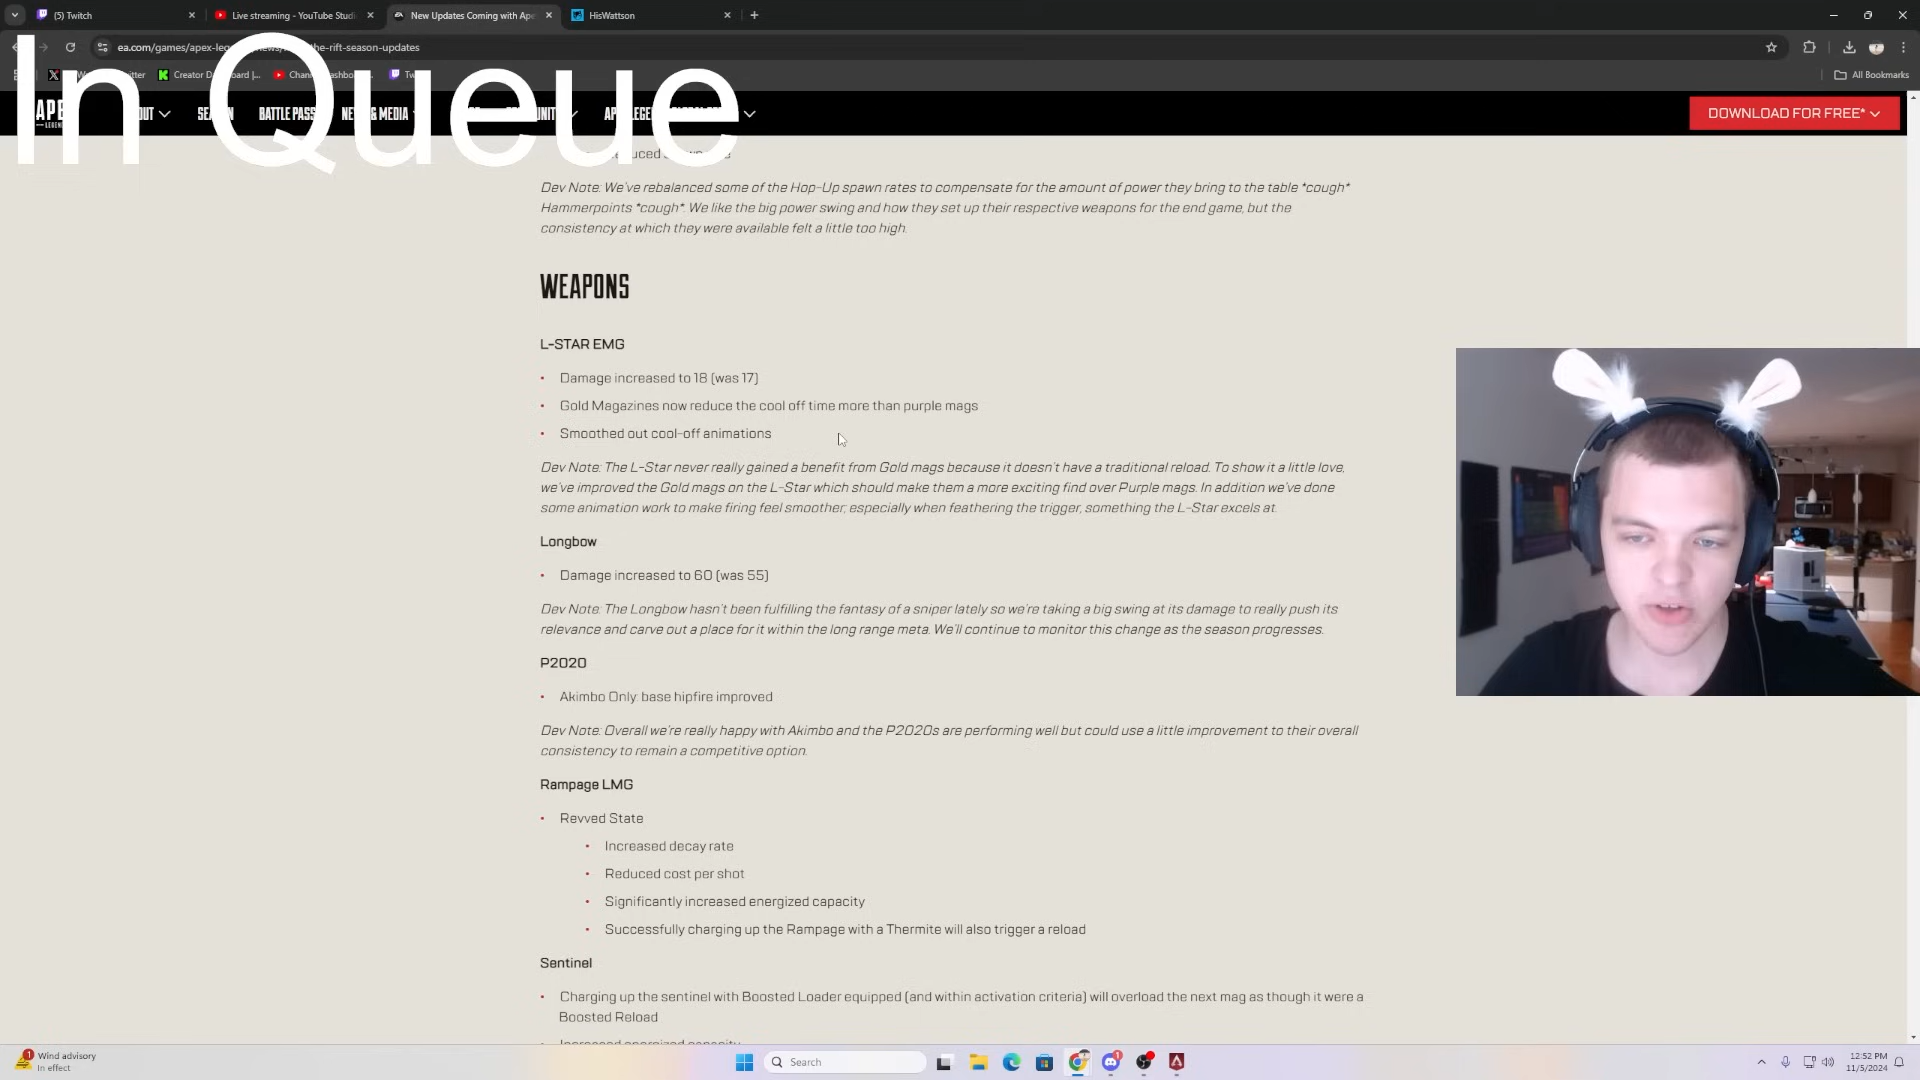 (5) Twitch
Live streaming - YouTube Studi
New Updates Coming with Ape
HisWattson
In Queue
Creator D
All Bookmarks
BATTLE PASS
DOWNLOAD FOR FREE*
Dev Note: We've rebalanced some of the Hop-Up spawn rates to compensate for the amount of power they bring to the table *cough*
Hammerpoints *cough*. We like the big power swing and how they set up their respective weapons for the end game, but the
consistency at which they were available felt a little too high.
WEAPONS
L-STAR EMG
• Damage increased to 18 (was 17)
• Gold Magazines now reduce the cool off time more than purple mags
• Smoothed out cool-off animations
Dev Note: The L-Star never really gained a benefit from Gold mags because it doesn't have a traditional reload. To show it a little love,
we've improved the Gold mags on the L-Star which should make them a more exciting find over Purple mags. In addition we've done
some animation work to make firing feel smoother, especially when feathering the trigger, something the L-Star excels at.
Longbow
• Damage increased to 60 (was 55)
Dev Note: The Longbow hasn't been fulfilling the fantasy of a sniper lately so we're taking a big swing at its damage to really push its
relevance and carve out a place for it within the long range meta. We'll continue to monitor this change as the season progresses.
P2020
• Akimbo Only: base hipfire improved
Dev Note: Overall we're really happy with Akimbo and the P2020s are performing well but could use a little improvement to their overall
consistency to remain a competitive option.
Rampage LMG
• Revved State
• Increased decay rate
• Reduced cost per shot
• Significantly increased energized capacity
• Successfully charging up the Rampage with a Thermite will also trigger a reload
Sentinel
• Charging up the sentinel with Boosted Loader equipped (and within activation criteria) will overload the next mag as though it were a
Boosted Reload
Wind advisory
In effect
Search
12:52 PM
11/5/2024